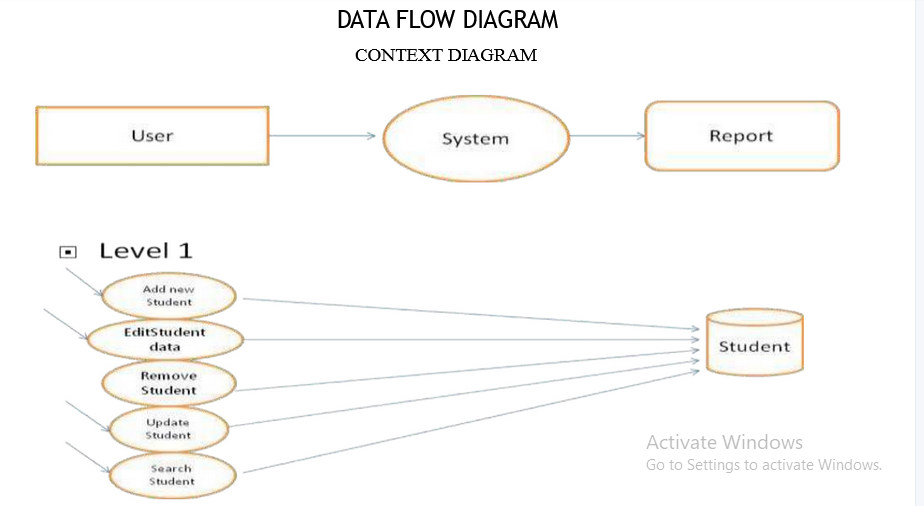 DATA FLOW DIAGRAM
CONTEXT DIAGRAM
User
System
Report
Level 1
Add new
Student
EditStudent
data
Remove
Student
Update
Student
Search
Student
Student
Activate Windows
Go to Settings to activate Windows.